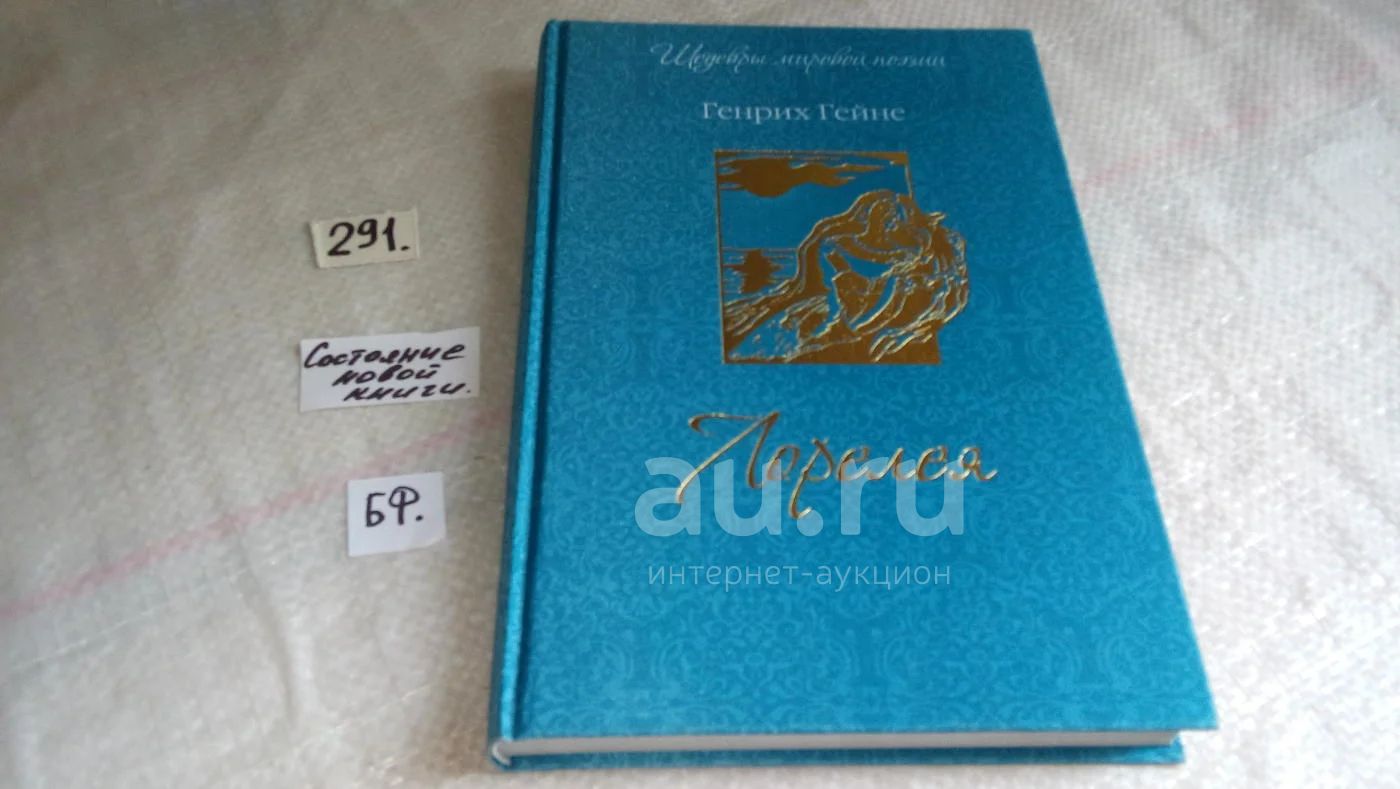 Шедевры мировой поэзии
Генрих Гейне
Лорелея
291.
Состояние
новой
книги.
БФ.
au.ru
интернет-аукцион